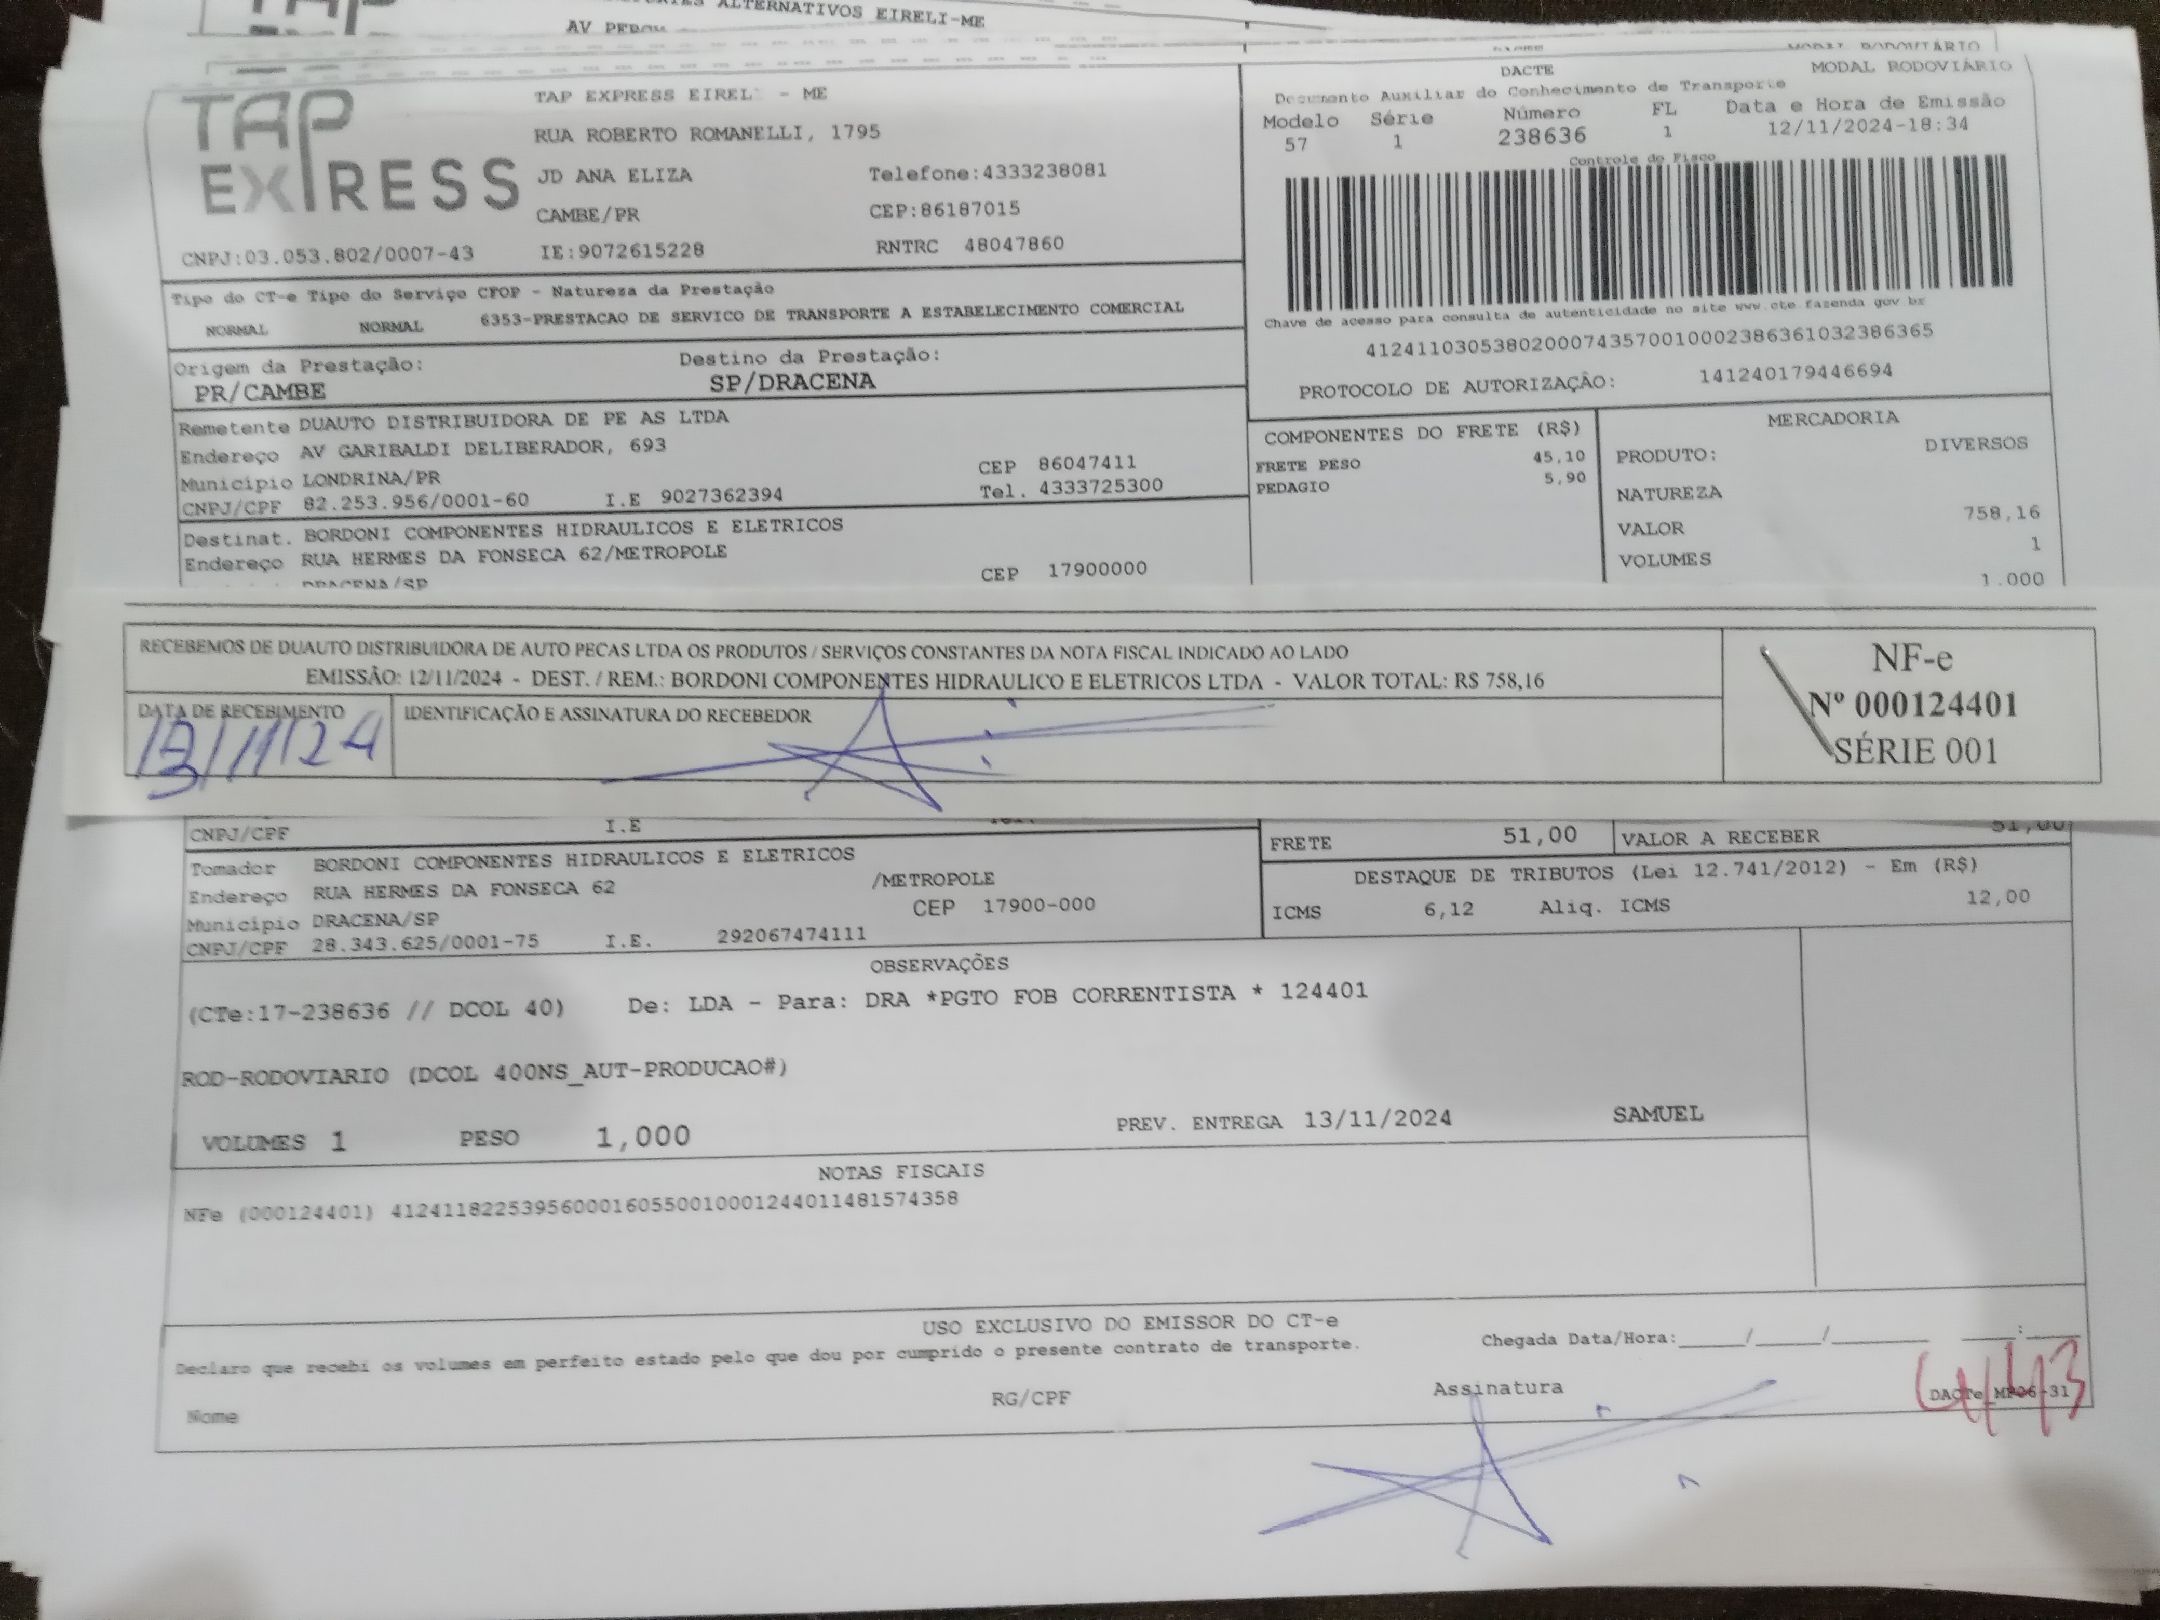 ALTERNATIVOS EIRELI-ME
MODAL RODOVIÁRIO
TAP EXPRESS
TAP EXPRESS EIREL - ME
RUA ROBERTO ROMANELLI, 1795
JD ANA ELIZA Telefone:4333238081
CAMBE/PR CEP:86187015
CNPJ:03.053.802/0007-43 IE:9072615228 RNTRC 48047860
DACTE MODAL RODOVIÁRIO
Documento Auxiliar do Conhecimento de Transporte
Modelo Série Número FL Data e Hora de Emissão
57 1 238636 1 12/11/2024-18:34
Controle do Fisco
Chave de acesso para consulta de autenticidade no site www.cte.fazenda gov br
41241103053802000743570010002386361032386365
PROTOCOLO DE AUTORIZAÇÃO: 141240179446694
Tipo do CT-e Tipo do Serviço CFOP - Natureza da Prestação
NORMAL NORMAL 6353-PRESTACAO DE SERVICO DE TRANSPORTE A ESTABELECIMENTO COMERCIAL
Origem da Prestação: Destino da Prestação:
PR/CAMBE SP/DRACENA
Remetente DUAUTO DISTRIBUIDORA DE PE AS LTDA
Endereço AV GARIBALDI DELIBERADOR, 693
Município LONDRINA/PR CEP 86047411
CNPJ/CPF 82.253.956/0001-60 I.E 9027362394 Tel. 4333725300
Destinat. BORDONI COMPONENTES HIDRAULICOS E ELETRICOS
Endereço RUA HERMES DA FONSECA 62/METROPOLE
DRACENA/SP CEP 17900000
COMPONENTES DO FRETE (R$)
FRETE PESO 45,10
PEDAGIO 5,90
MERCADORIA
PRODUTO: DIVERSOS
NATUREZA
VALOR 758,16
VOLUMES 1
1.000
RECEBEMOS DE DUAUTO DISTRIBUIDORA DE AUTO PECAS LTDA OS PRODUTOS / SERVIÇOS CONSTANTES DA NOTA FISCAL INDICADO AO LADO
EMISSÃO: 12/11/2024 - DEST. / REM.: BORDONI COMPONENTES HIDRAULICO E ELETRICOS LTDA - VALOR TOTAL: R$ 758,16
DATA DE RECEBIMENTO IDENTIFICAÇÃO E ASSINATURA DO RECEBEDOR
13/11/24
NF-e
Nº 000124401
SÉRIE 001
CNPJ/CPF I.E
FRETE 51,00 VALOR A RECEBER 51,00
Tomador BORDONI COMPONENTES HIDRAULICOS E ELETRICOS
Endereço RUA HERMES DA FONSECA 62 /METROPOLE
Município DRACENA/SP CEP 17900-000
CNPJ/CPF 28.343.625/0001-75 I.E. 292067474111
DESTAQUE DE TRIBUTOS (Lei 12.741/2012) - Em (R$)
ICMS 6,12 Aliq. ICMS 12,00
OBSERVAÇÕES
(CTe:17-238636 // DCOL 40) De: LDA - Para: DRA *PGTO FOB CORRENTISTA * 124401
ROD-RODOVIARIO (DCOL 400NS_AUT-PRODUCAO#)
VOLUMES 1 PESO 1,000 PREV. ENTREGA 13/11/2024 SAMUEL
NOTAS FISCAIS
NFe (000124401) 41241182253956000160550010001244011481574358
USO EXCLUSIVO DO EMISSOR DO CT-e
Declaro que recebi os volumes em perfeito estado pelo que dou por cumprido o presente contrato de transporte. Chegada Data/Hora:_____/_____/_______ ____:____
Nome RG/CPF Assinatura